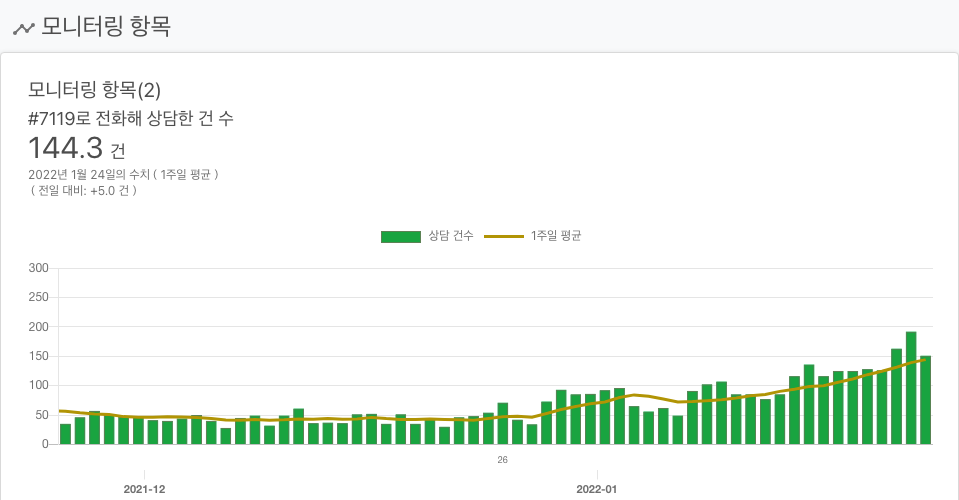 모니터링 항목
모니터링 항목(2)
#7119로 전화해 상담한 건 수
144.3 건
2022년 1월 24일의 수치 ( 1주일 평균 )
( 전일 대비: +5.0 건 )
상담 건수 1주일 평균
300
250
200
150
100
50
0
26
2021-12 2022-01